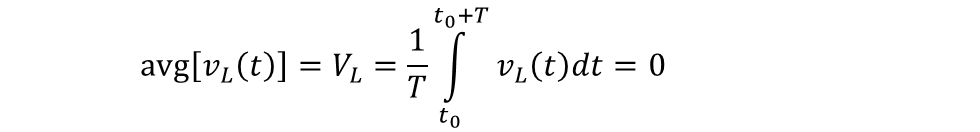 avg[v_L(t)] = V_L = \frac{1}{T} \int_{t_0}^{t_0+T} v_L(t)dt = 0